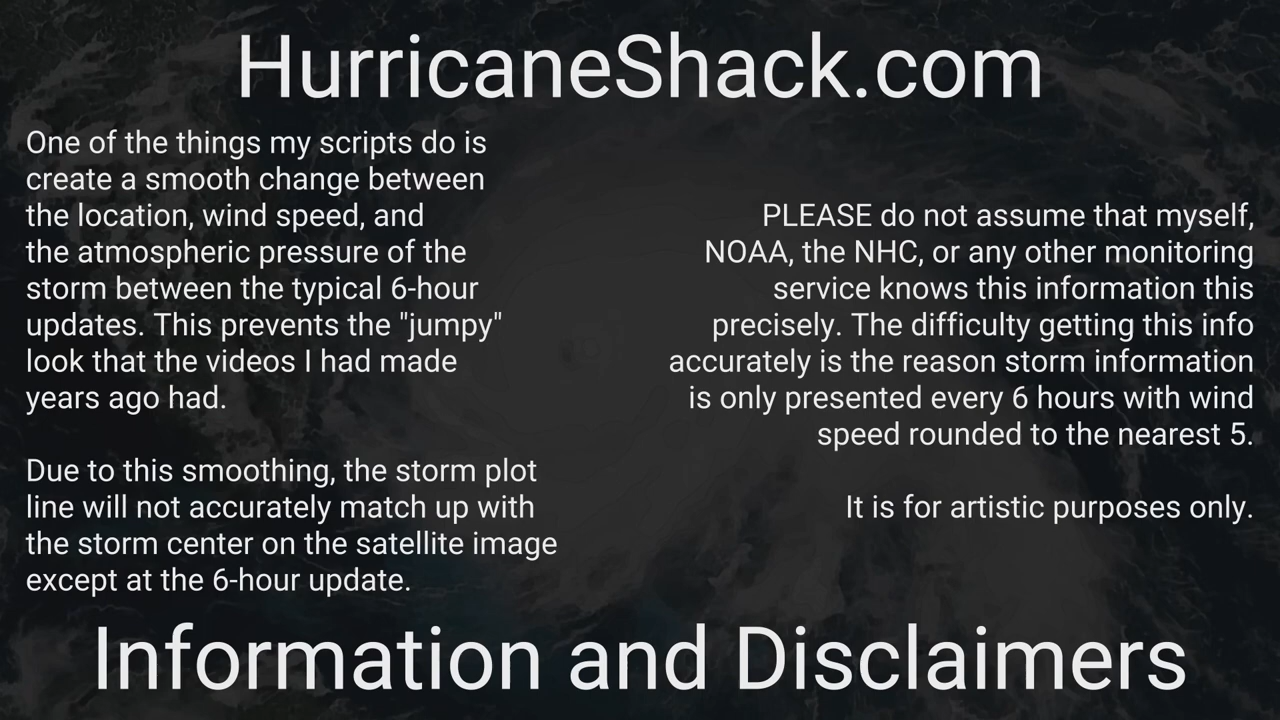 HurricaneShack.com
One of the things my scripts do is
create a smooth change between
the location, wind speed, and
the atmospheric pressure of the
storm between the typical 6-hour
updates. This prevents the "jumpy"
look that the videos I had made
years ago had.
Due to this smoothing, the storm plot
line will not accurately match up with
the storm center on the satellite image
except at the 6-hour update.
PLEASE do not assume that myself,
NOAA, the NHC, or any other monitoring
service knows this information this
precisely. The difficulty getting this info
accurately is the reason storm information
is only presented every 6 hours with wind
speed rounded to the nearest 5.
It is for artistic purposes only.
Information and Disclaimers